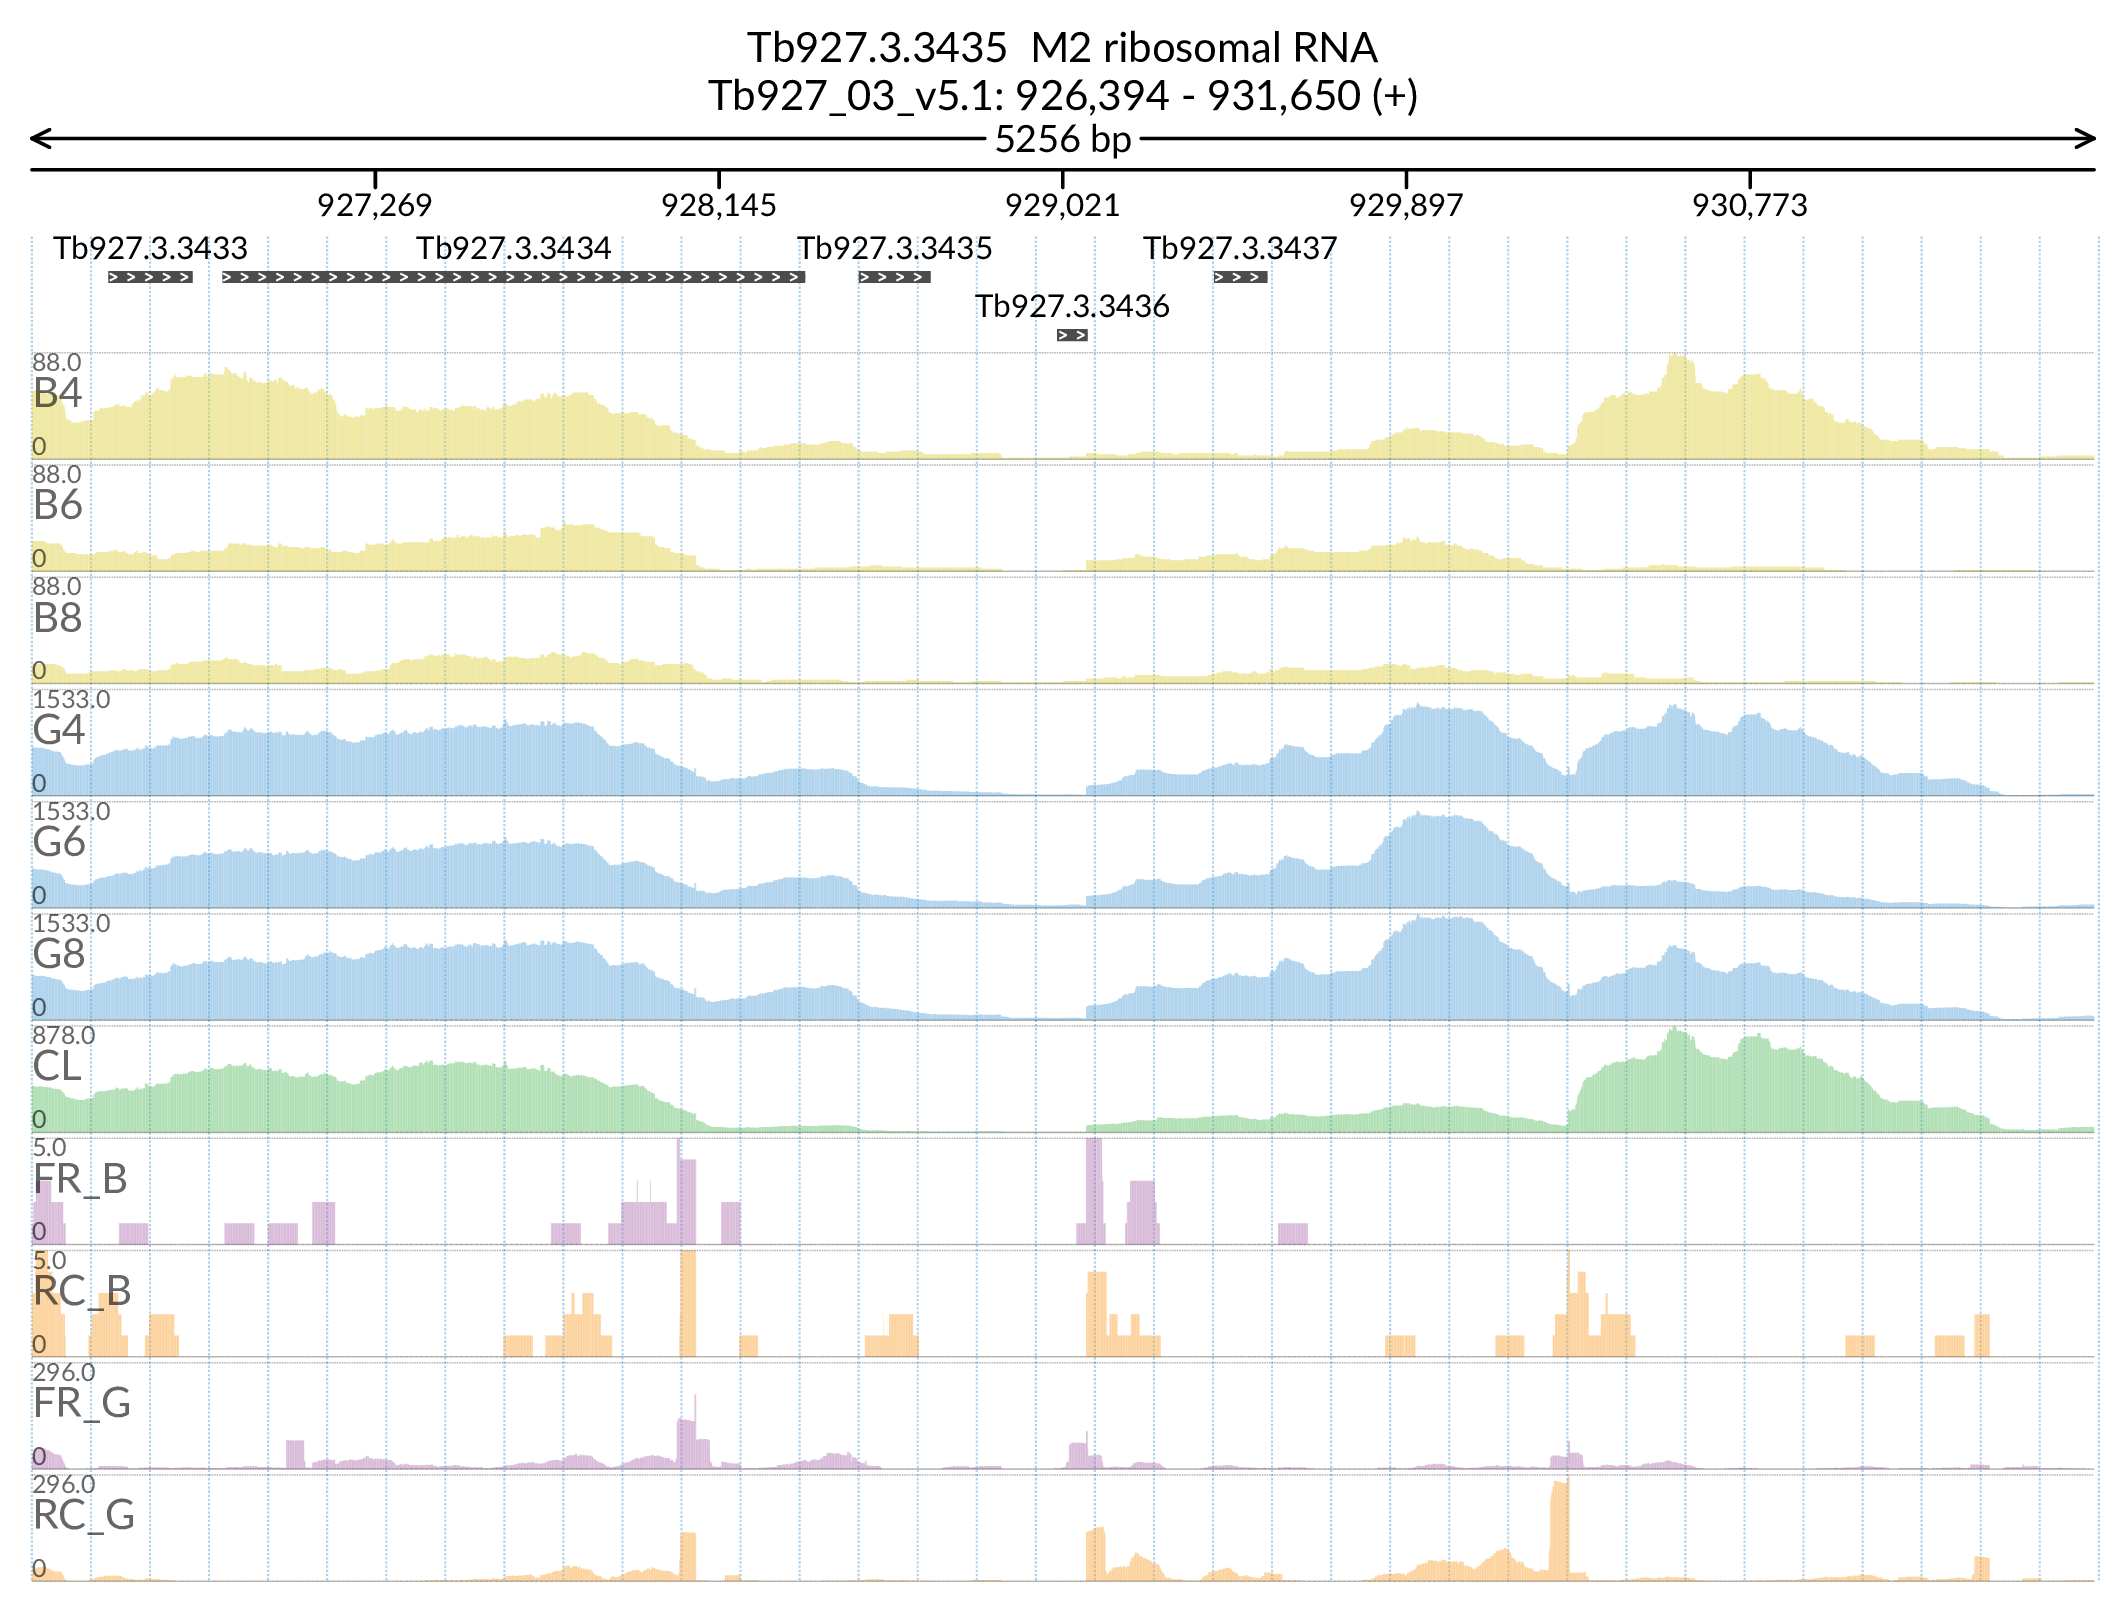 Tb927.3.3435 M2 ribosomal RNA
Tb927_03_v5.1: 926,394 - 931,650 (+)
5256 bp
927,269 928,145 929,021 929,897 930,773
Tb927.3.3433 Tb927.3.3434 Tb927.3.3435 Tb927.3.3437
Tb927.3.3436
88.0
B4
0
88.0
B6
0
88.0
B8
0
1533.0
G4
0
1533.0
G6
0
1533.0
G8
0
878.0
CL
0
5.0
FR_B
0
5.0
RC_B
0
296.0
FR_G
0
296.0
RC_G
0